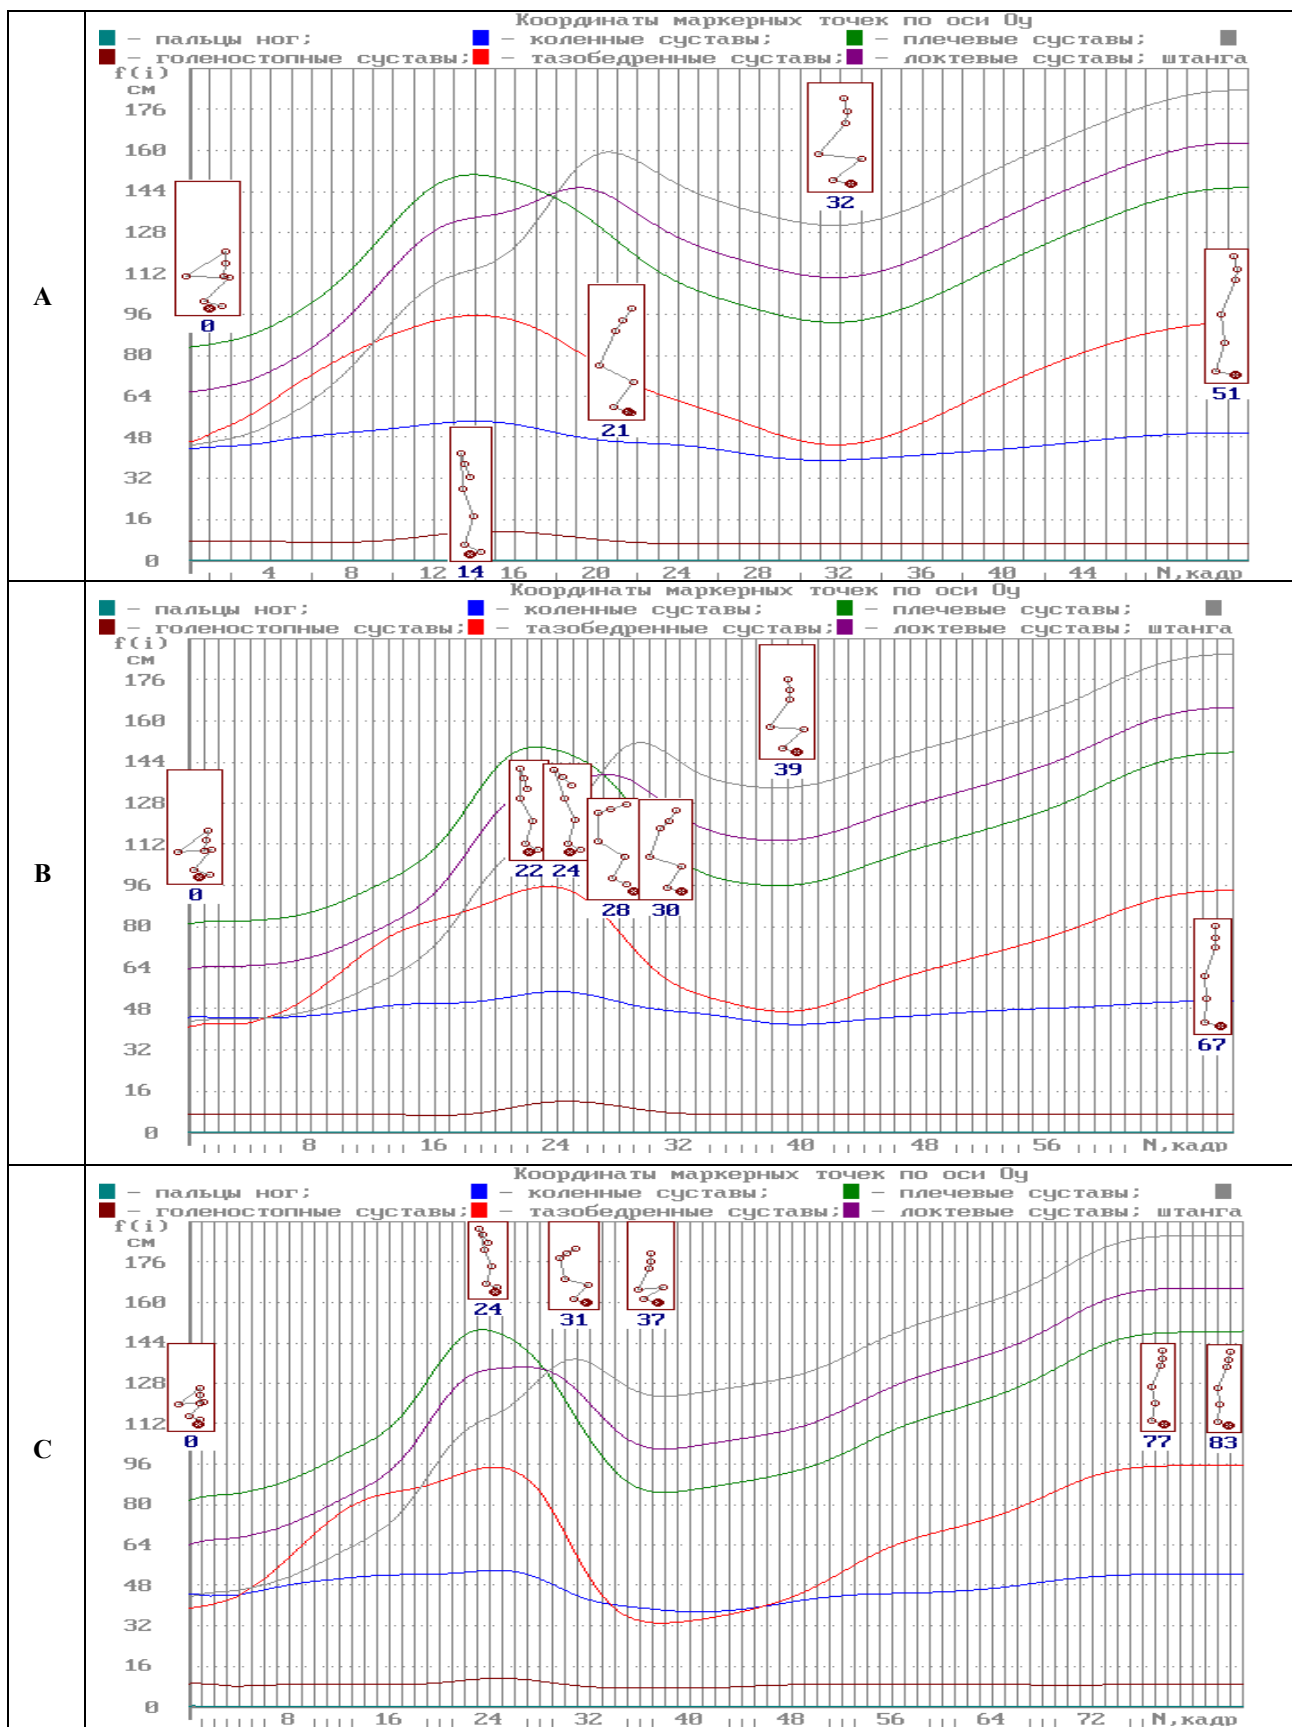 Координаты маркерных точек по оси Oy
– пальцы ног; – коленные суставы; – плечевые суставы;
– голеностопные суставы; – тазобедренные суставы; – локтевые суставы; штанга
f(i)
см
176
160
144
128
112
96
80
64
48
32
16
0
A
0
14
21
32
51
4 8 12 16 20 24 28 32 36 40 44 N,кадр
Координаты маркерных точек по оси Oy
– пальцы ног; – коленные суставы; – плечевые суставы;
– голеностопные суставы; – тазобедренные суставы; – локтевые суставы; штанга
f(i)
см
176
160
144
128
112
96
80
64
48
32
16
0
B
0
22 24
28 30
39
67
8 16 24 32 40 48 56 N,кадр
Координаты маркерных точек по оси Oy
– пальцы ног; – коленные суставы; – плечевые суставы;
– голеностопные суставы; – тазобедренные суставы; – локтевые суставы; штанга
f(i)
см
176
160
144
128
112
96
80
64
48
32
16
0
C
0
24
31
37
77 83
8 16 24 32 40 48 56 64 72 N,кадр